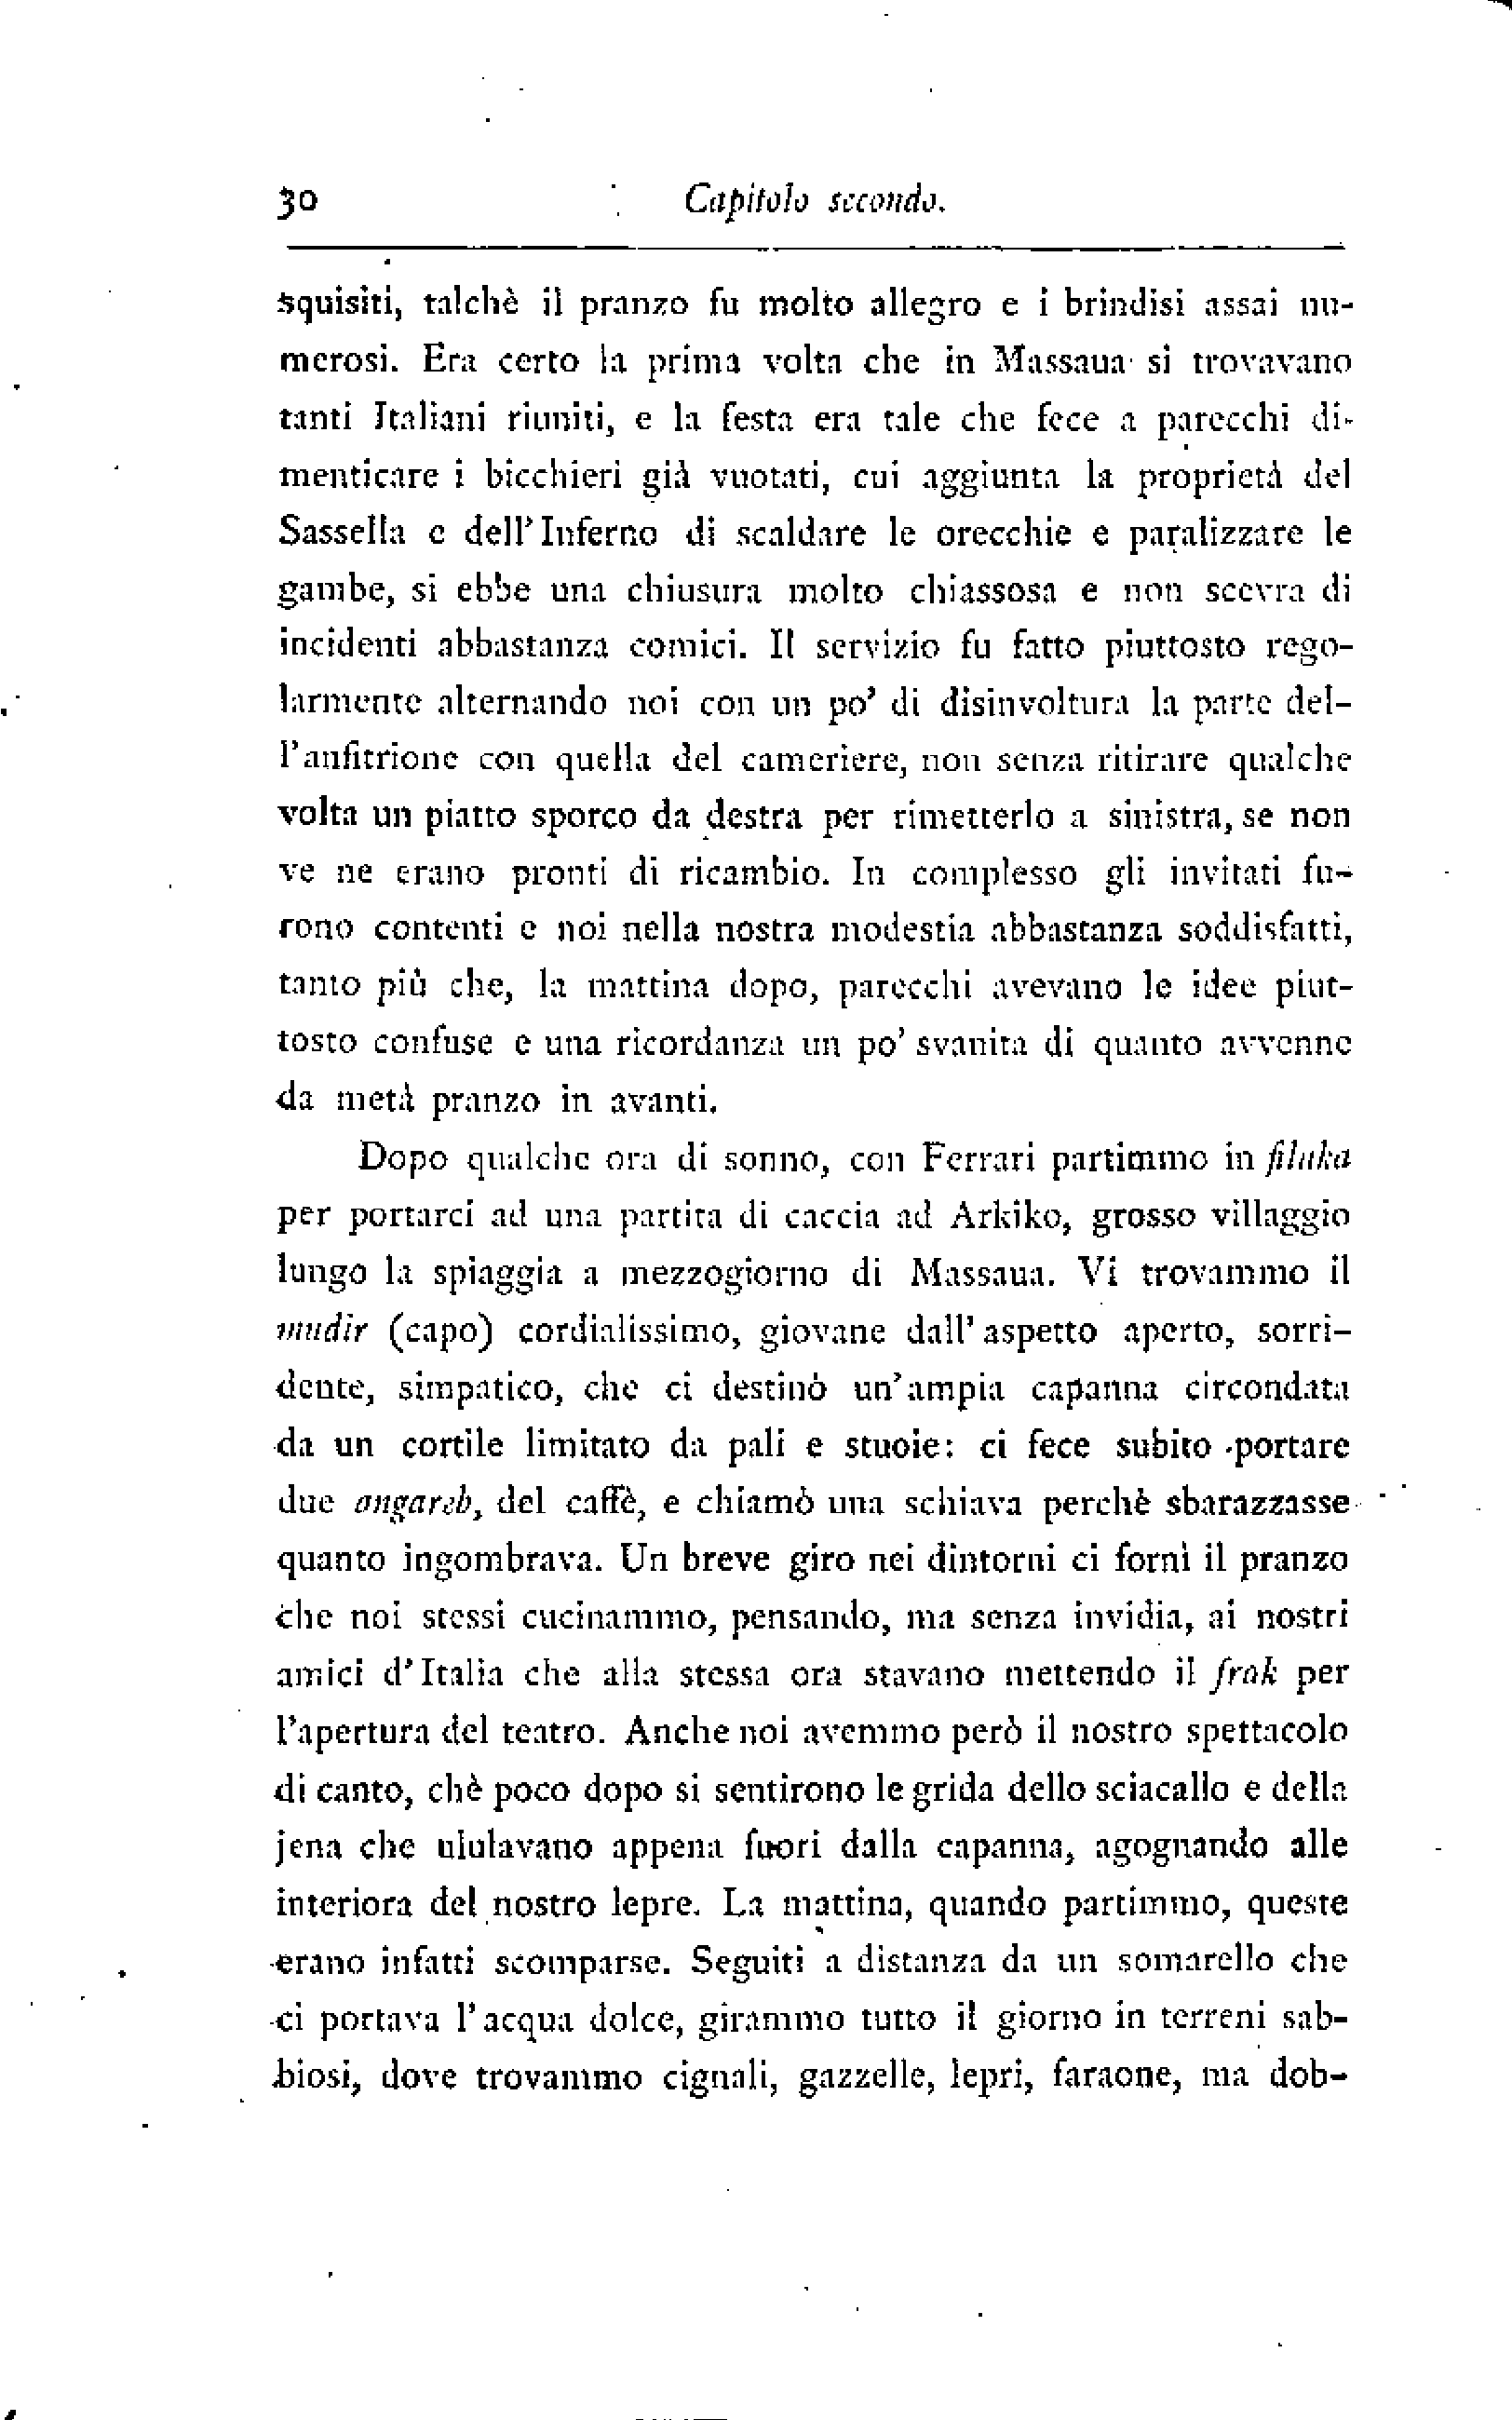 30 Capitolo secondo.
squisiti, talchè il pranzo fu molto allegro e i brindisi assai nu-
merosi. Era certo la prima volta che in Massaua si trovavano
tanti Italiani riuniti, e la festa era tale che fece a parecchi di-
menticare i bicchieri già vuotati, cui aggiunta la proprietà del
Sassella e dell'Inferno di scaldare le orecchie e paralizzare le
gambe, si ebbe una chiusura molto chiassosa e non scevra di
incidenti abbastanza comici. Il servizio fu fatto piuttosto rego-
larmente alternando noi con un po' di disinvoltura la parte del-
l'anfitrione con quella del cameriere, non senza ritirare qualche
volta un piatto sporco da destra per rimetterlo a sinistra, se non
ve ne erano pronti di ricambio. In complesso gli invitati fu-
rono contenti e noi nella nostra modestia abbastanza soddisfatti,
tanto più che, la mattina dopo, parecchi avevano le idee piut-
tosto confuse e una ricordanza un po' svanita di quanto avvenne
da metà pranzo in avanti.
Dopo qualche ora di sonno, con Ferrari partimmo in filuka
per portarci ad una partita di caccia ad Arkiko, grosso villaggio
lungo la spiaggia a mezzogiorno di Massaua. Vi trovammo il
mudir (capo) cordialissimo, giovane dall'aspetto aperto, sorri-
dente, simpatico, che ci destinò un'ampia capanna circondata
da un cortile limitato da pali e stuoie: ci fece subito portare
due angareb, del caffè, e chiamò una schiava perchè sbarazzasse
quanto ingombrava. Un breve giro nei dintorni ci fornì il pranzo
che noi stessi cucinammo, pensando, ma senza invidia, ai nostri
amici d'Italia che alla stessa ora stavano mettendo il frak per
l'apertura del teatro. Anche noi avemmo però il nostro spettacolo
di canto, chè poco dopo si sentirono le grida dello sciacallo e della
jena che ululavano appena fuori dalla capanna, agognando alle
interiora del nostro lepre. La mattina, quando partimmo, queste
erano infatti scomparse. Seguiti a distanza da un somarello che
ci portava l'acqua dolce, girammo tutto il giorno in terreni sab-
biosi, dove trovammo cignali, gazzelle, lepri, faraone, ma dob-